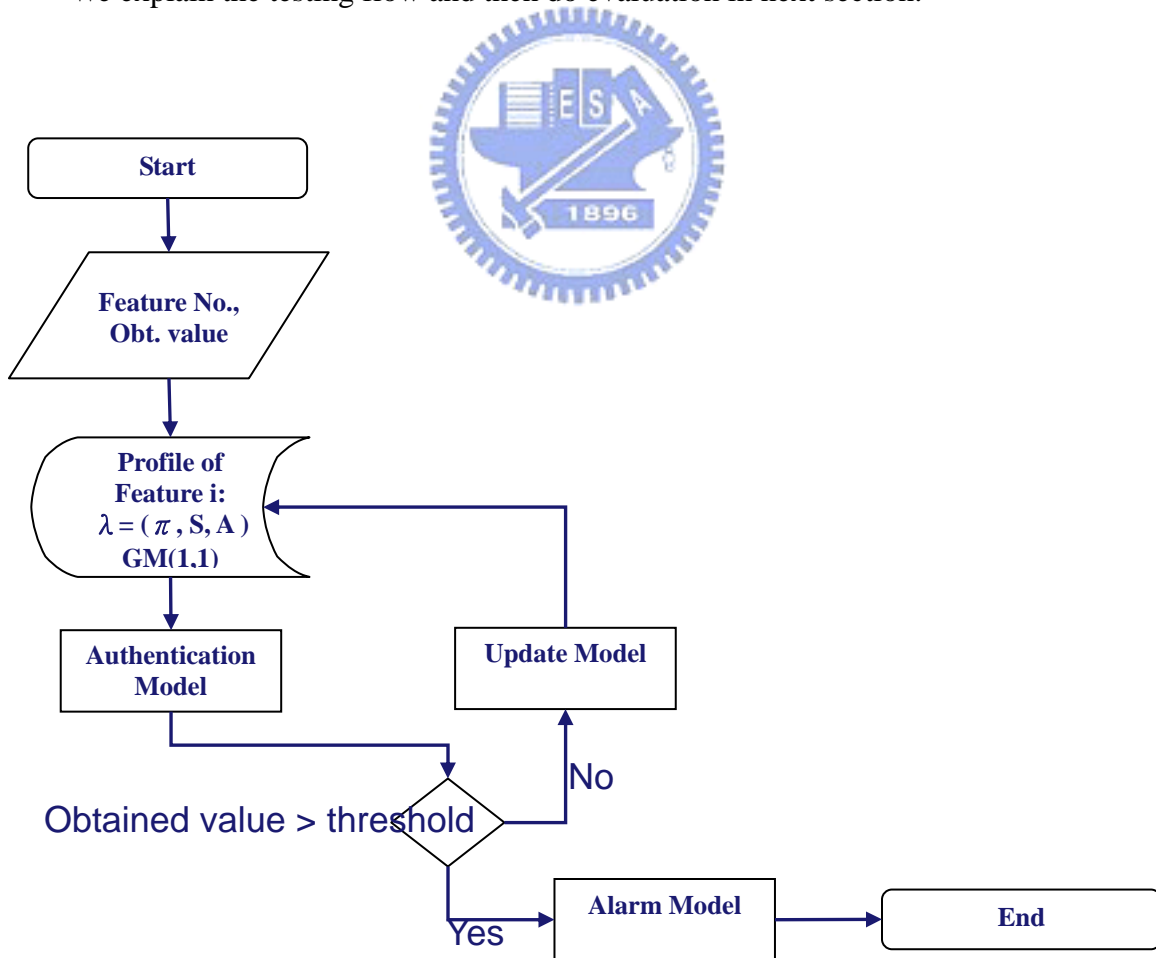 we explain the testing flow and then do evaluation in next section.
E S A
1896
Start
Feature No.,
Obt. value
Profile of
Feature i:
λ = ( π , S, A )
GM(1,1)
Authentication
Model
Update Model
No
Obtained value > threshold
Yes
Alarm Model
End